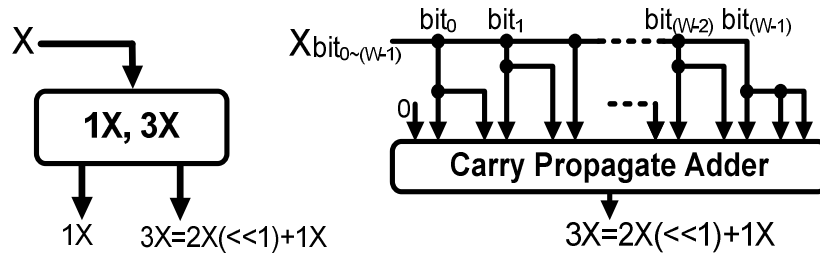 X
1X, 3X
1X
3X=2X(<<1)+1X
bit0
bit1
bit(W-2)
bit(W-1)
Xbit0~(W-1)
0
Carry Propagate Adder
3X=2X(<<1)+1X